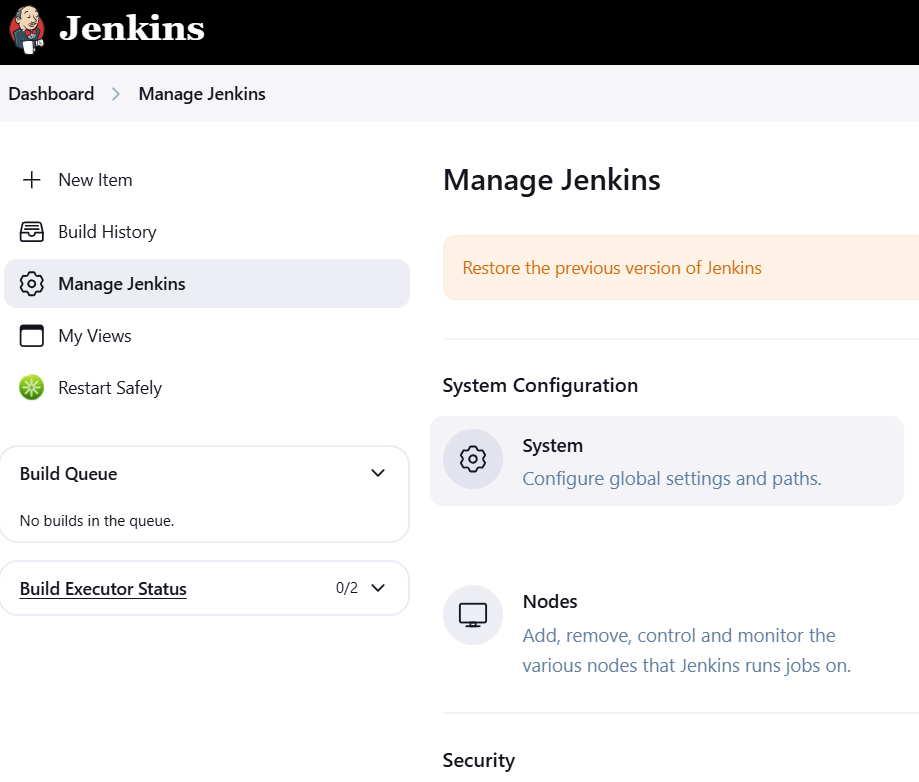 Jenkins
Dashboard
Manage Jenkins
New Item
Build History
Manage Jenkins
My Views
Restart Safely
Build Queue
No builds in the queue.
Build Executor Status
0/2
Manage Jenkins
Restore the previous version of Jenkins
System Configuration
System
Configure global settings and paths.
Nodes
Add, remove, control and monitor the
various nodes that Jenkins runs jobs on.
Security